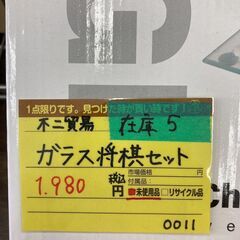 1点限りです。見つけた時が買い時です!
不二貿易 在庫 5
ガラス将棋セット
市場価格 円
付属品:
1.980 税込 円
■未使用品 □リサイクル品
0011
ch
e